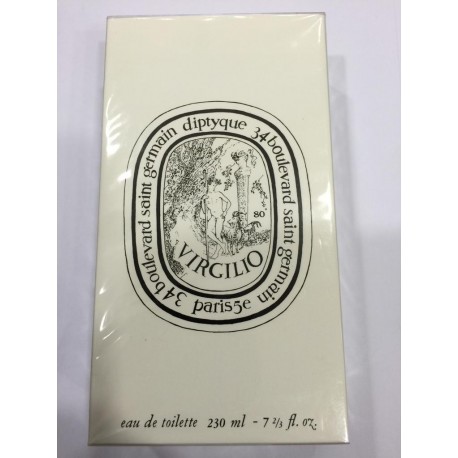 34 boulevard saint germain diptyque 34 boulevard saint germain
paris 5e
80
VIRGILIO
eau de toilette 230 ml - 7 2/3 fl. oz.